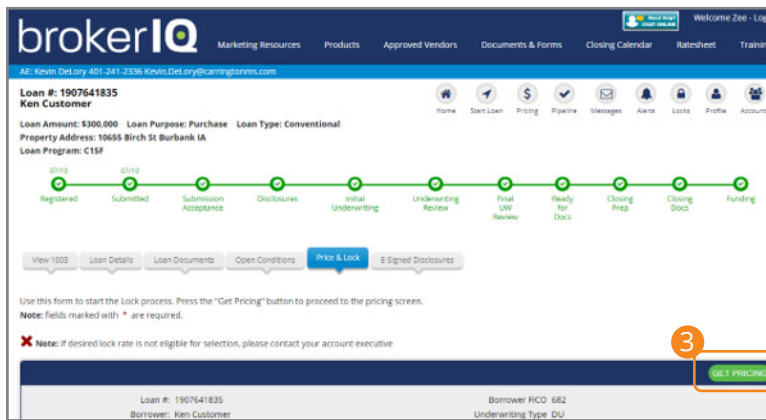 Need Help?
CHAT ONLINE
Welcome Zee - Log
brokerIQ
Marketing Resources Products Approved Vendors Documents & Forms Closing Calendar Ratesheet Trainin
AE: Kevin DeLory 401-241-2336 Kevin.DeLory@carringtonms.com
Loan #: 1907641835
Ken Customer
Home Start Loan Pricing Pipeline Messages Alerts Locks Profile Account
Loan Amount: $300,000 Loan Purpose: Purchase Loan Type: Conventional
Property Address: 10655 Birch St Burbank IA
Loan Program: C15F
07/10 07/10
Registered Submitted Submission Disclosures Initial Underwriting Final Ready Closing Closing Funding
Acceptance Underwriting Review UW for Prep Docs
Review Docs
View 1003 Loan Details Loan Documents Open Conditions Price & Lock E-Signed Disclosures
Use this form to start the Lock process. Press the "Get Pricing" button to proceed to the pricing screen.
Note: fields marked with * are required.
Note: if desired lock rate is not eligible for selection, please contact your account executive
3
GET PRICING
Loan #: 1907641835 Borrower FICO 682
Borrower: Ken Customer Underwriting Type DU